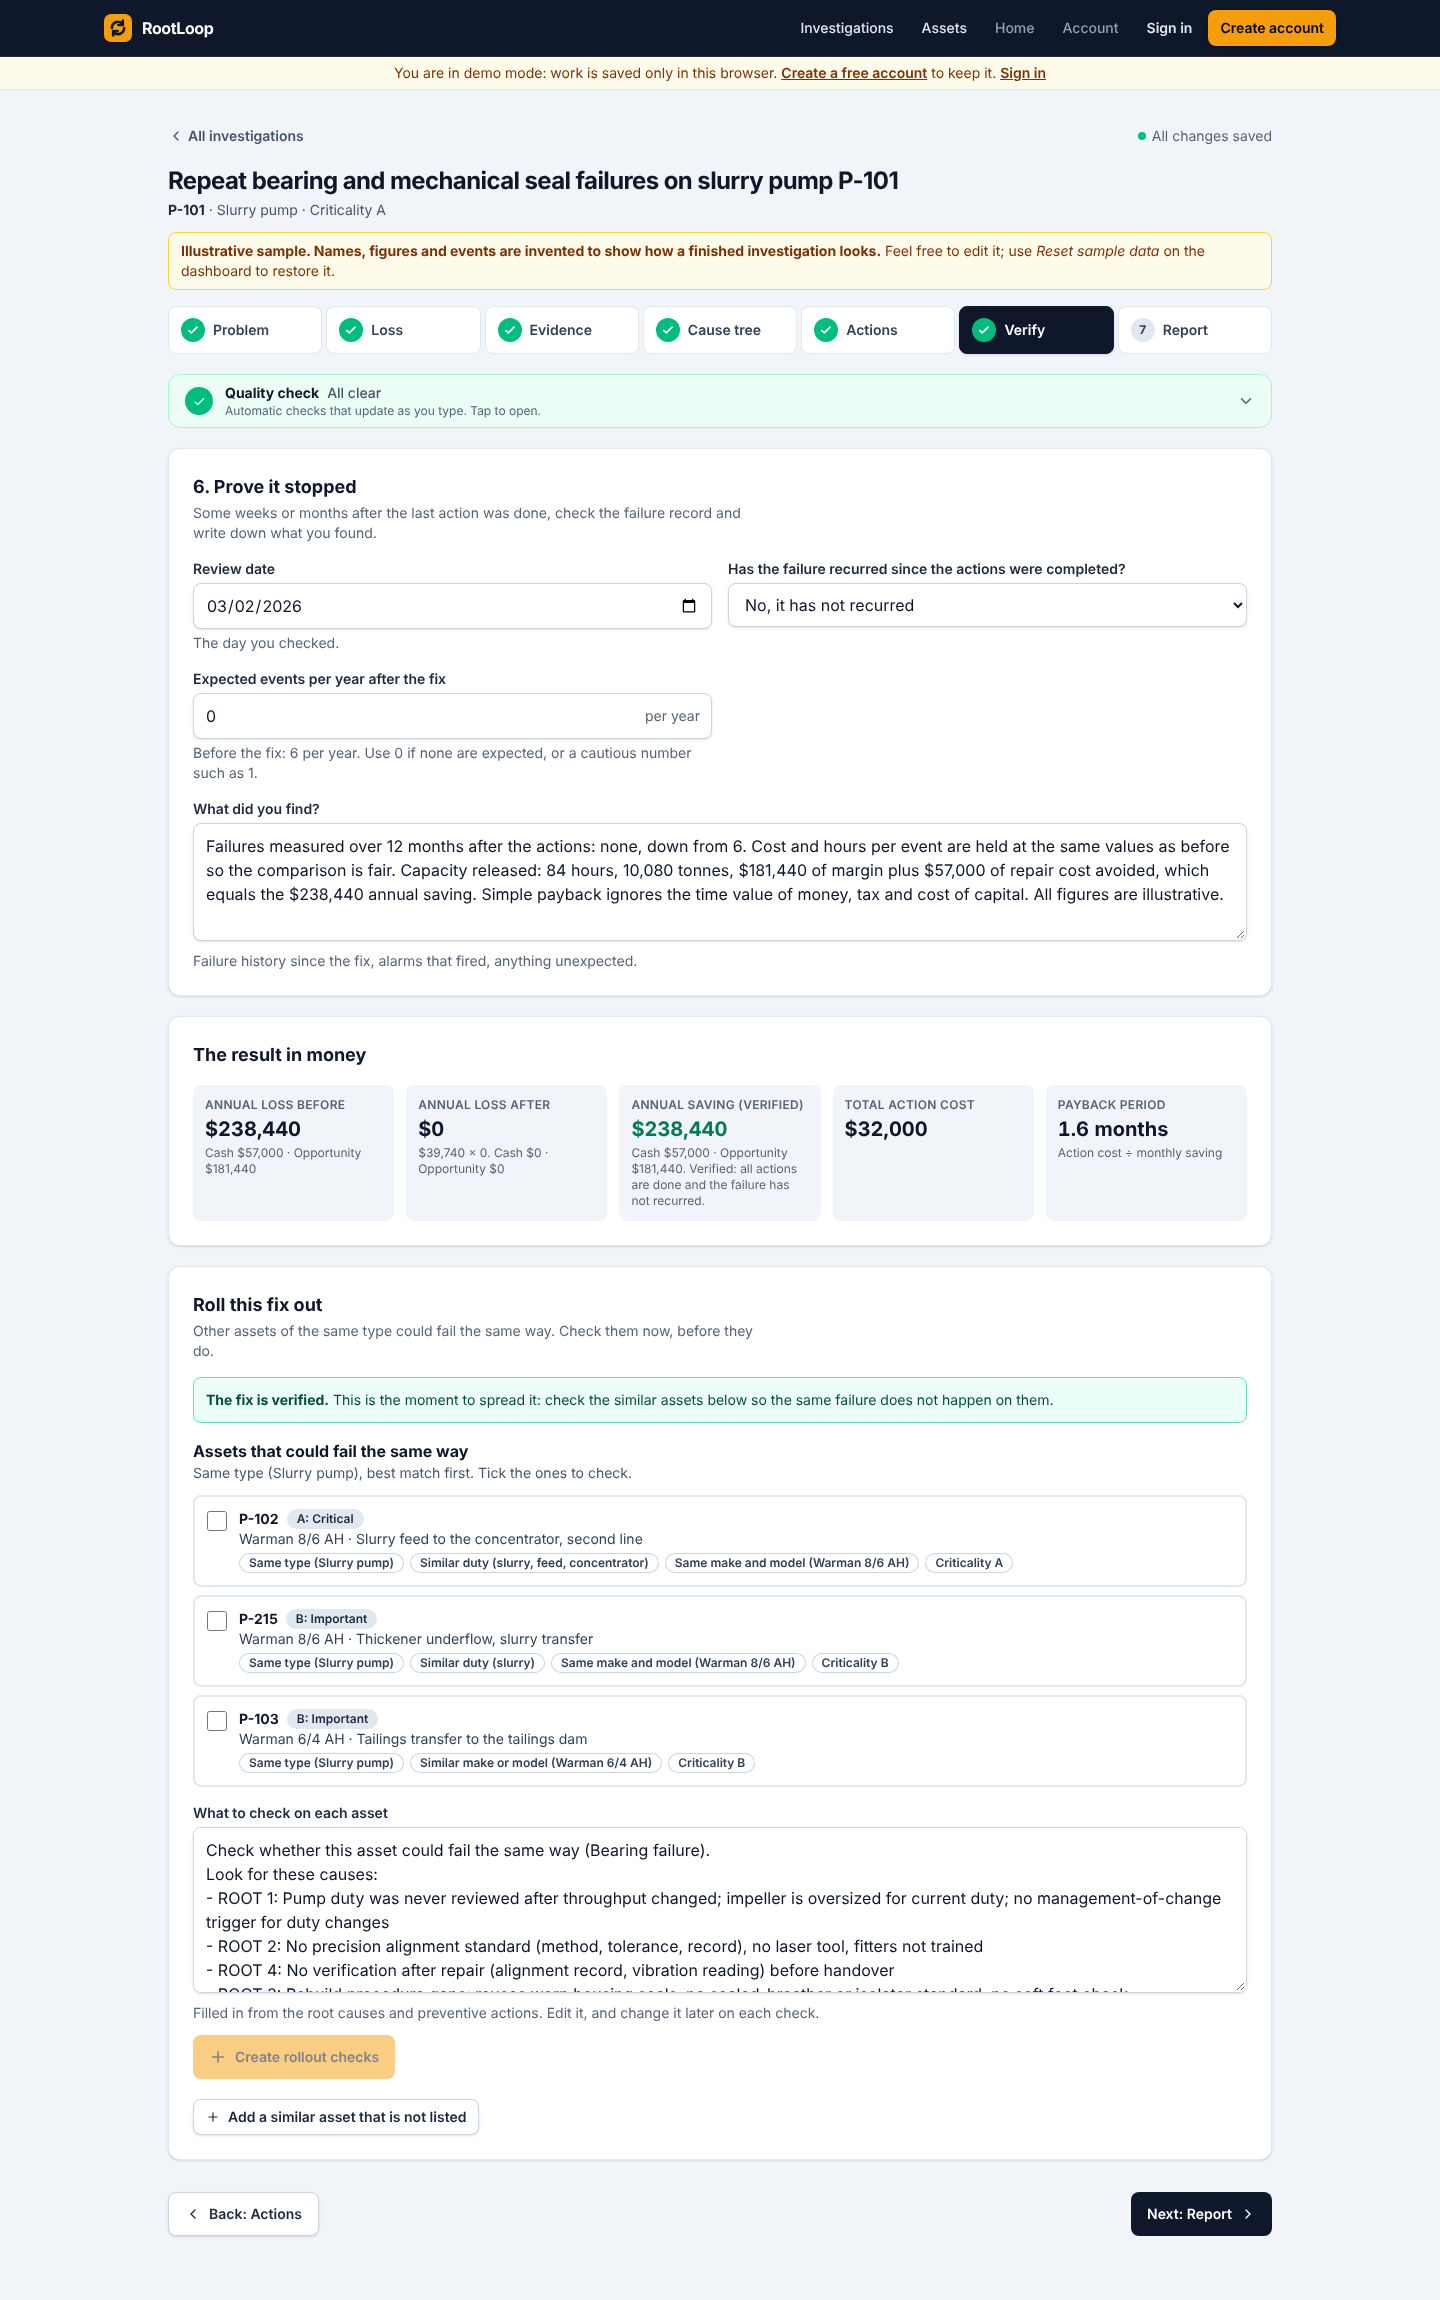 RootLoop
Investigations
Assets
Home
Account
Sign in
Create account
You are in demo mode: work is saved only in this browser. Create a free account to keep it. Sign in
All investigations
All changes saved
Repeat bearing and mechanical seal failures on slurry pump P-101
P-101 · Slurry pump · Criticality A
Illustrative sample. Names, figures and events are invented to show how a finished investigation looks. Feel free to edit it; use Reset sample data on the
dashboard to restore it.
Problem
Loss
Evidence
Cause tree
Actions
Verify
7 Report
Quality check All clear
Automatic checks that update as you type. Tap to open.
6. Prove it stopped
Some weeks or months after the last action was done, check the failure record and
write down what you found.
Review date
03/02/2026
The day you checked.
Has the failure recurred since the actions were completed?
No, it has not recurred
Expected events per year after the fix
0 per year
Before the fix: 6 per year. Use 0 if none are expected, or a cautious number
such as 1.
What did you find?
Failures measured over 12 months after the actions: none, down from 6. Cost and hours per event are held at the same values as before
so the comparison is fair. Capacity released: 84 hours, 10,080 tonnes, $181,440 of margin plus $57,000 of repair cost avoided, which
equals the $238,440 annual saving. Simple payback ignores the time value of money, tax and cost of capital. All figures are illustrative.
Failure history since the fix, alarms that fired, anything unexpected.
The result in money
ANNUAL LOSS BEFORE
$238,440
Cash $57,000 · Opportunity
$181,440
ANNUAL LOSS AFTER
$0
$39,740 × 0. Cash $0 ·
Opportunity $0
ANNUAL SAVING (VERIFIED)
$238,440
Cash $57,000 · Opportunity
$181,440. Verified: all actions
are done and the failure has
not recurred.
TOTAL ACTION COST
$32,000
PAYBACK PERIOD
1.6 months
Action cost ÷ monthly saving
Roll this fix out
Other assets of the same type could fail the same way. Check them now, before they
do.
The fix is verified. This is the moment to spread it: check the similar assets below so the same failure does not happen on them.
Assets that could fail the same way
Same type (Slurry pump), best match first. Tick the ones to check.
P-102 A: Critical
Warman 8/6 AH · Slurry feed to the concentrator, second line
Same type (Slurry pump) Similar duty (slurry, feed, concentrator) Same make and model (Warman 8/6 AH) Criticality A
P-215 B: Important
Warman 8/6 AH · Thickener underflow, slurry transfer
Same type (Slurry pump) Similar duty (slurry) Same make and model (Warman 8/6 AH) Criticality B
P-103 B: Important
Warman 6/4 AH · Tailings transfer to the tailings dam
Same type (Slurry pump) Similar make or model (Warman 6/4 AH) Criticality B
What to check on each asset
Check whether this asset could fail the same way (Bearing failure).
Look for these causes:
- ROOT 1: Pump duty was never reviewed after throughput changed; impeller is oversized for current duty; no management-of-change
trigger for duty changes
- ROOT 2: No precision alignment standard (method, tolerance, record), no laser tool, fitters not trained
- ROOT 4: No verification after repair (alignment record, vibration reading) before handover
Filled in from the root causes and preventive actions. Edit it, and change it later on each check.
Create rollout checks
Add a similar asset that is not listed
Back: Actions
Next: Report